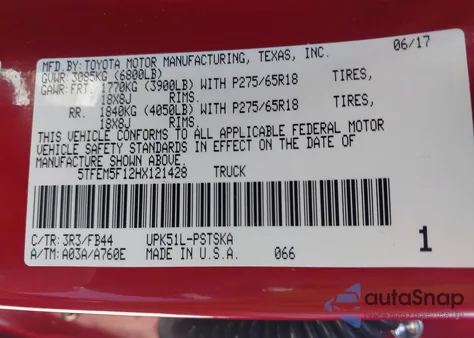 MFD.BY:TOYOTA MOTOR MANUFACTURING, TEXAS, INC. 06/17
GVWR: 3085KG (6800LB)
GAWR:FRT. 1770KG (3900LB) WITH P275/65R18 TIRES,
18X8J RIMS.
RR. 1840KG (4050LB) WITH P275/65R18 TIRES,
18X8J RIMS.
THIS VEHICLE CONFORMS TO ALL APPLICABLE FEDERAL MOTOR
VEHICLE SAFETY STANDARDS IN EFFECT ON THE DATE OF
MANUFACTURE SHOWN ABOVE.
5TFEM5F12HX121428 TRUCK
C/TR: 3R3/FB44 UPK51L-PSTSKA 1
A/TM: A03A/A760E MADE IN U.S.A. 066
autoSnap